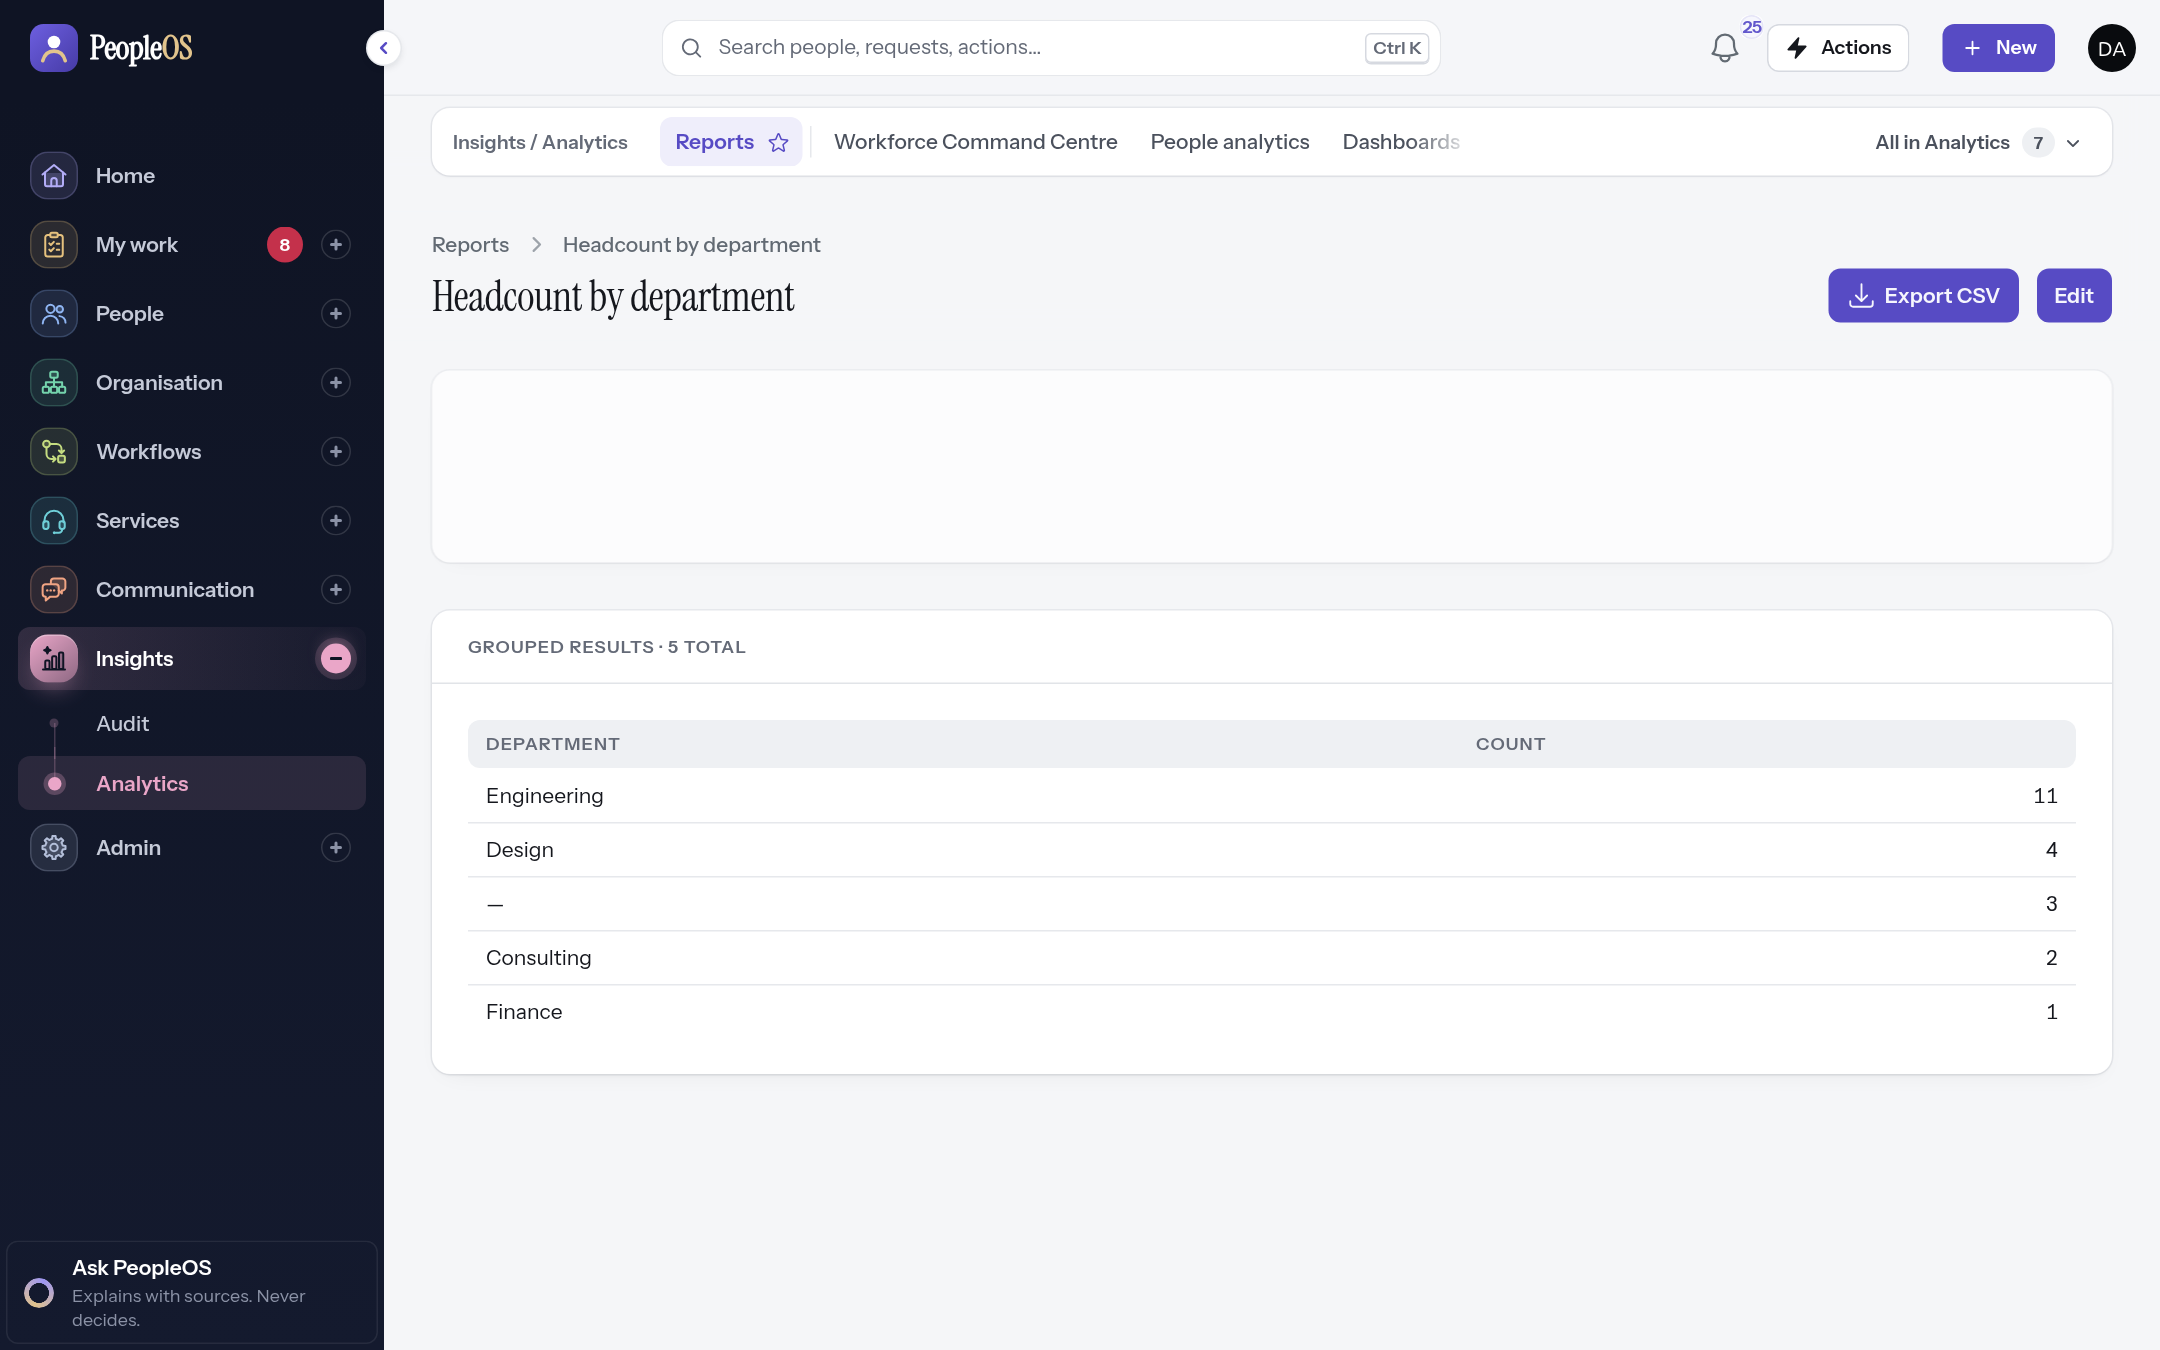 PeopleOS
Search people, requests, actions...
Ctrl K
25
Actions
New
DA
Insights / Analytics
Reports
Workforce Command Centre
People analytics
Dashboards
All in Analytics
7
Home
My work
8
People
Organisation
Workflows
Services
Communication
Insights
Audit
Analytics
Admin
Ask PeopleOS
Explains with sources. Never
decides.
Reports
Headcount by department
Headcount by department
Export CSV
Edit
GROUPED RESULTS · 5 TOTAL
DEPARTMENT COUNT
Engineering 11
Design 4
— 3
Consulting 2
Finance 1